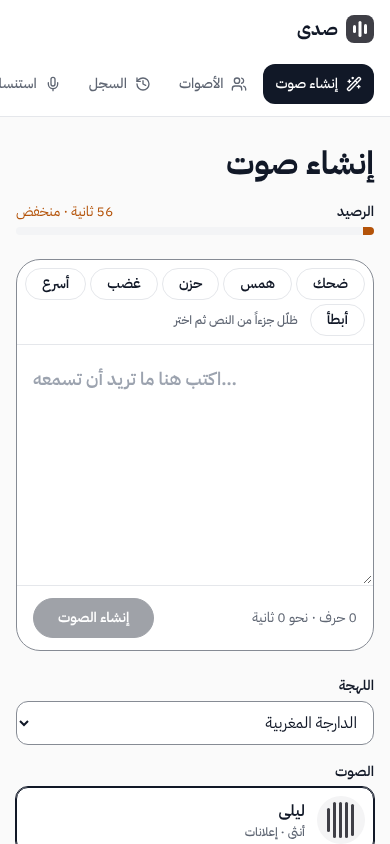 صدى
إنشاء صوت
الأصوات
السجل
إنشاء صوت
الرصيد
56 ثانية · منخفض
ضحك
همس
حزن
غضب
أسرع
أبطأ
ظلّل جزءاً من النص ثم اختر
اكتب هنا ما تريد أن تسمعه...
0 حرف · نحو 0 ثانية
إنشاء الصوت
اللهجة
الدارجة المغربية
الصوت
ليلى
أنثى · إعلانات